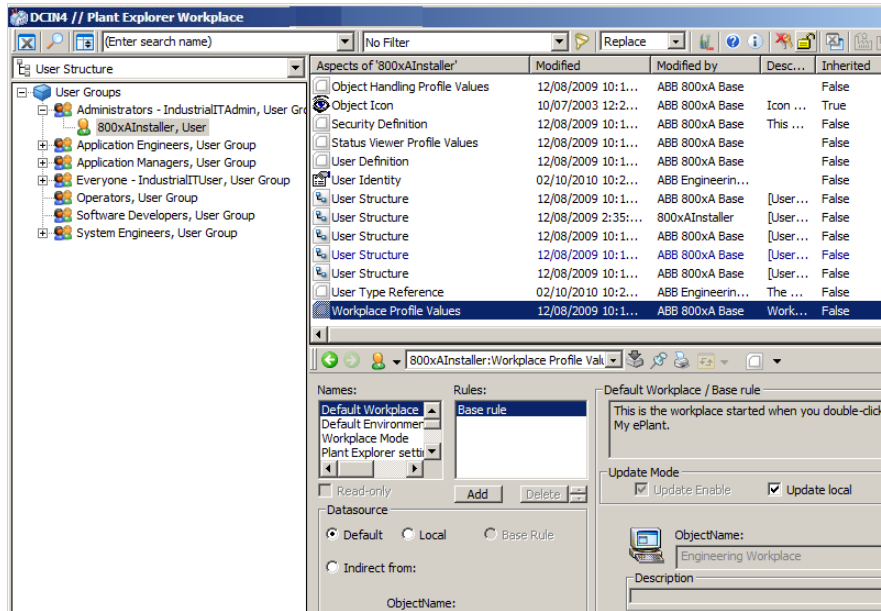 DCIN4 // Plant Explorer Workplace
(Enter search name) No Filter Replace
User Structure
User Groups
Administrators - IndustrialITAdmin, User Gro
800xAInstaller, User
Application Engineers, User Group
Application Managers, User Group
Everyone - IndustrialITUser, User Group
Operators, User Group
Software Developers, User Group
System Engineers, User Group
Aspects of '800xAInstaller' Modified Modified by Desc... Inherited
Object Handling Profile Values 12/08/2009 10:1... ABB 800xA Base False
Object Icon 10/07/2003 12:2... ABB 800xA Base Icon ... True
Security Definition 12/08/2009 10:1... ABB 800xA Base This ... False
Status Viewer Profile Values 12/08/2009 10:1... ABB 800xA Base False
User Definition 12/08/2009 10:1... ABB 800xA Base False
User Identity 02/10/2010 10:2... ABB Engineerin... False
User Structure 12/08/2009 10:1... ABB 800xA Base [User... False
User Structure 12/08/2009 2:35:... 800xAInstaller [User... False
User Structure 12/08/2009 10:1... ABB 800xA Base [User... False
User Structure 12/08/2009 10:1... ABB 800xA Base [User... False
User Structure 12/08/2009 10:1... ABB 800xA Base [User... False
User Type Reference 02/10/2010 10:2... ABB Engineerin... The ... False
Workplace Profile Values 12/08/2009 10:1... ABB 800xA Base Work... False
800xAInstaller:Workplace Profile Valu
Names:
Default Workplace
Default Environmen
Workplace Mode
Plant Explorer settin
Read-only
Rules:
Base rule
Add Delete
Datasource
Default Local Base Rule
Indirect from:
ObjectName:
Default Workplace / Base rule
This is the workplace started when you double-click
My ePlant.
Update Mode
Update Enable Update local
ObjectName:
Engineering Workplace
Description